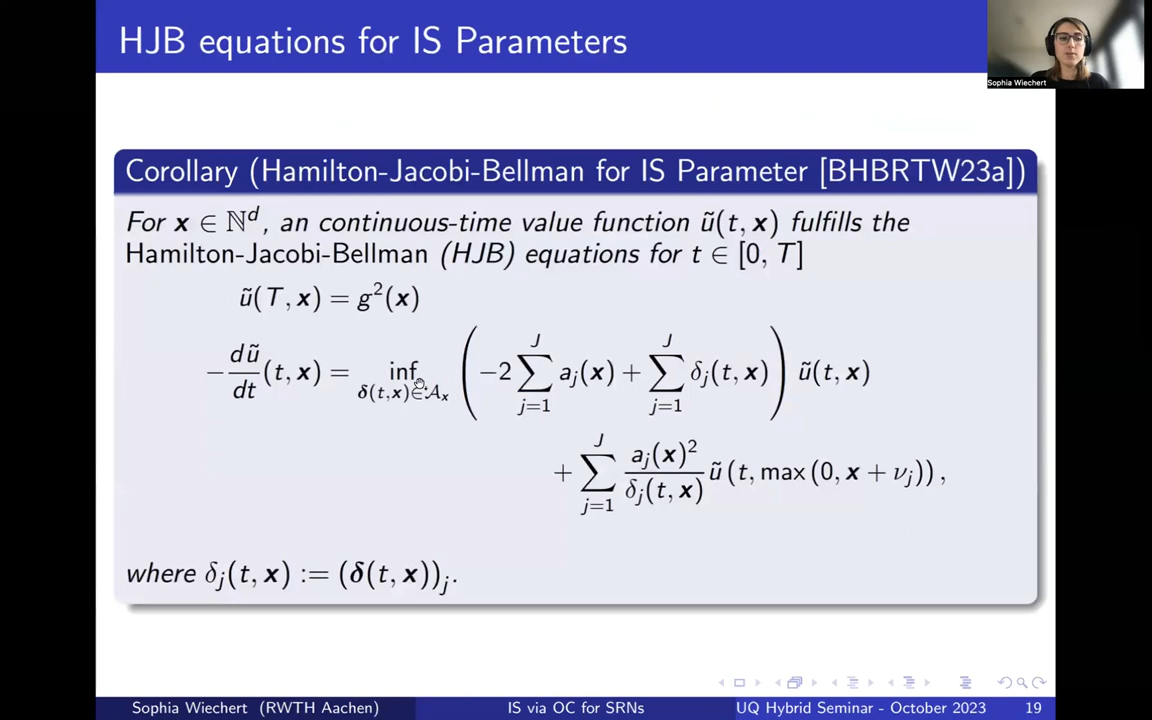 HJB equations for IS Parameters
Sophia Wiechert
Corollary (Hamilton-Jacobi-Bellman for IS Parameter [BHBRTW23a])
For x ∈ ℕ^d, an continuous-time value function ũ(t, x) fulfills the
Hamilton-Jacobi-Bellman (HJB) equations for t ∈ [0, T]
ũ(T, x) = g²(x)
−dũ/dt (t, x) = inf_{δ(t,x)∈𝒜_x} ( −2 ∑_{j=1}^{J} a_j(x) + ∑_{j=1}^{J} δ_j(t, x) ) ũ(t, x)
+ ∑_{j=1}^{J} a_j(x)²/δ_j(t, x) ũ(t, max(0, x + ν_j)),
where δ_j(t, x) := (δ(t, x))_j.
Sophia Wiechert (RWTH Aachen) IS via OC for SRNs UQ Hybrid Seminar - October 2023 19